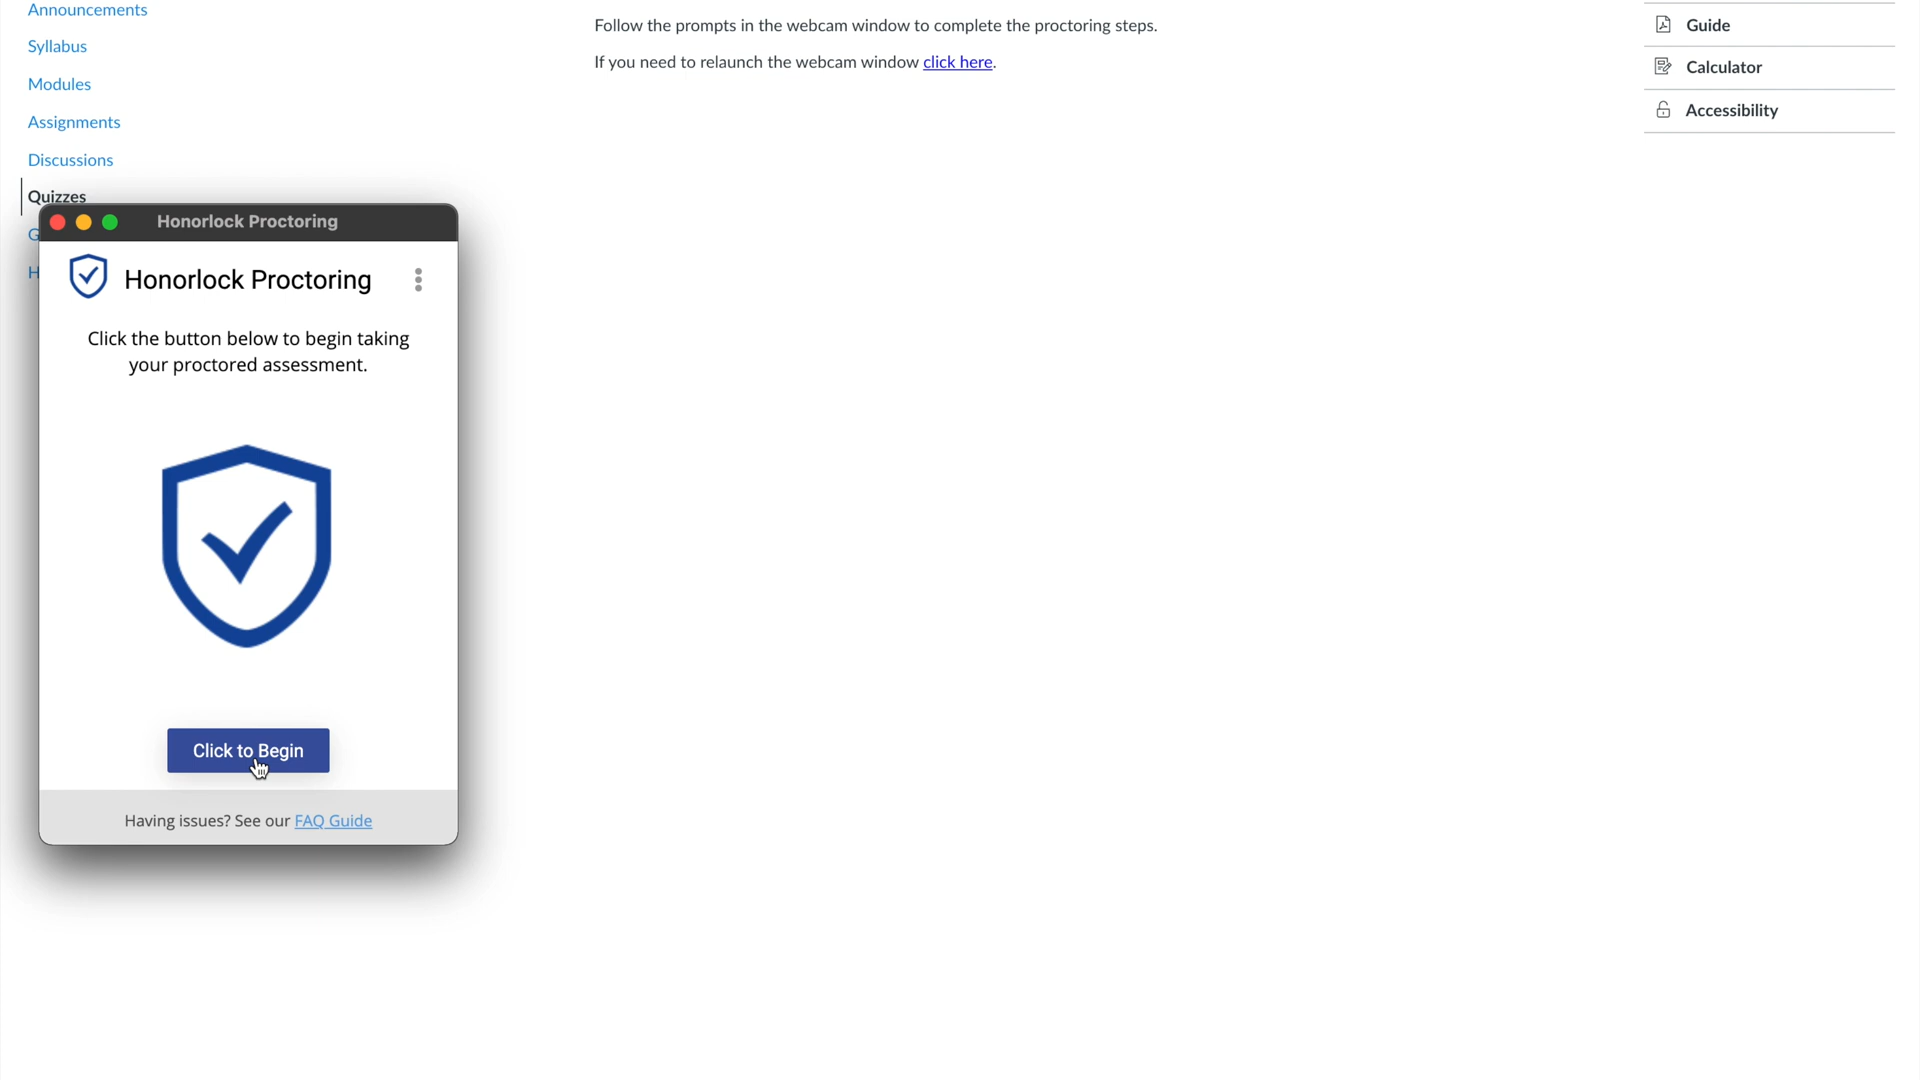 Announcements
Syllabus
Modules
Assignments
Discussions
Quizzes
G
H
Follow the prompts in the webcam window to complete the proctoring steps.
If you need to relaunch the webcam window click here.
Guide
Calculator
Accessibility
Honorlock Proctoring
Honorlock Proctoring
Click the button below to begin taking
your proctored assessment.
Click to Begin
Having issues? See our FAQ Guide